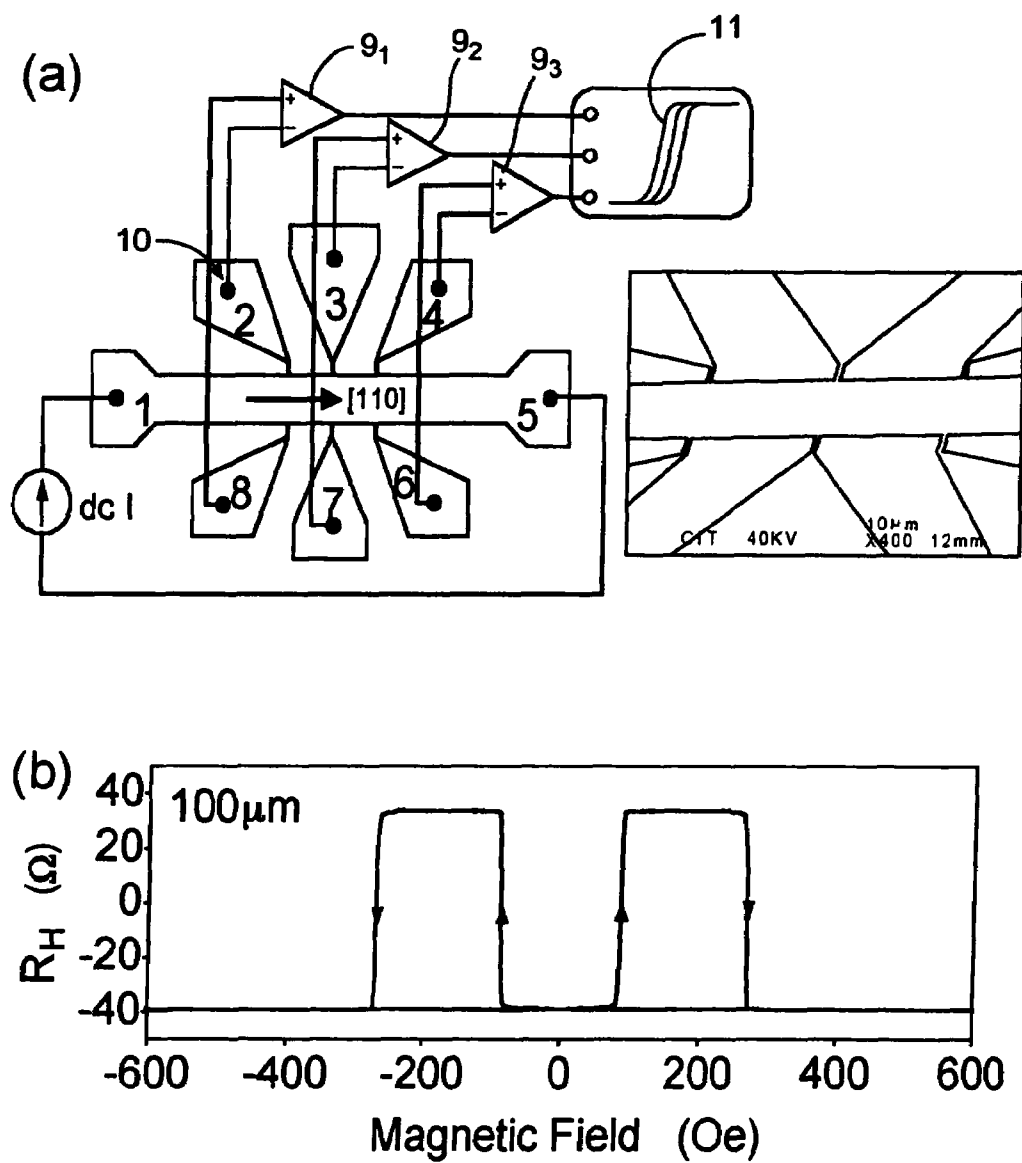 (a)
9₁
9₂
9₃
11
+
−
+
−
+
−
10
2
3
4
1
[110]
5
8
7
6
dc I
10μm
CIT 40KV X400 12mm
(b)
100μm
R_H (Ω)
40
20
0
-20
-40
-600 -400 -200 0 200 400 600
Magnetic Field (Oe)